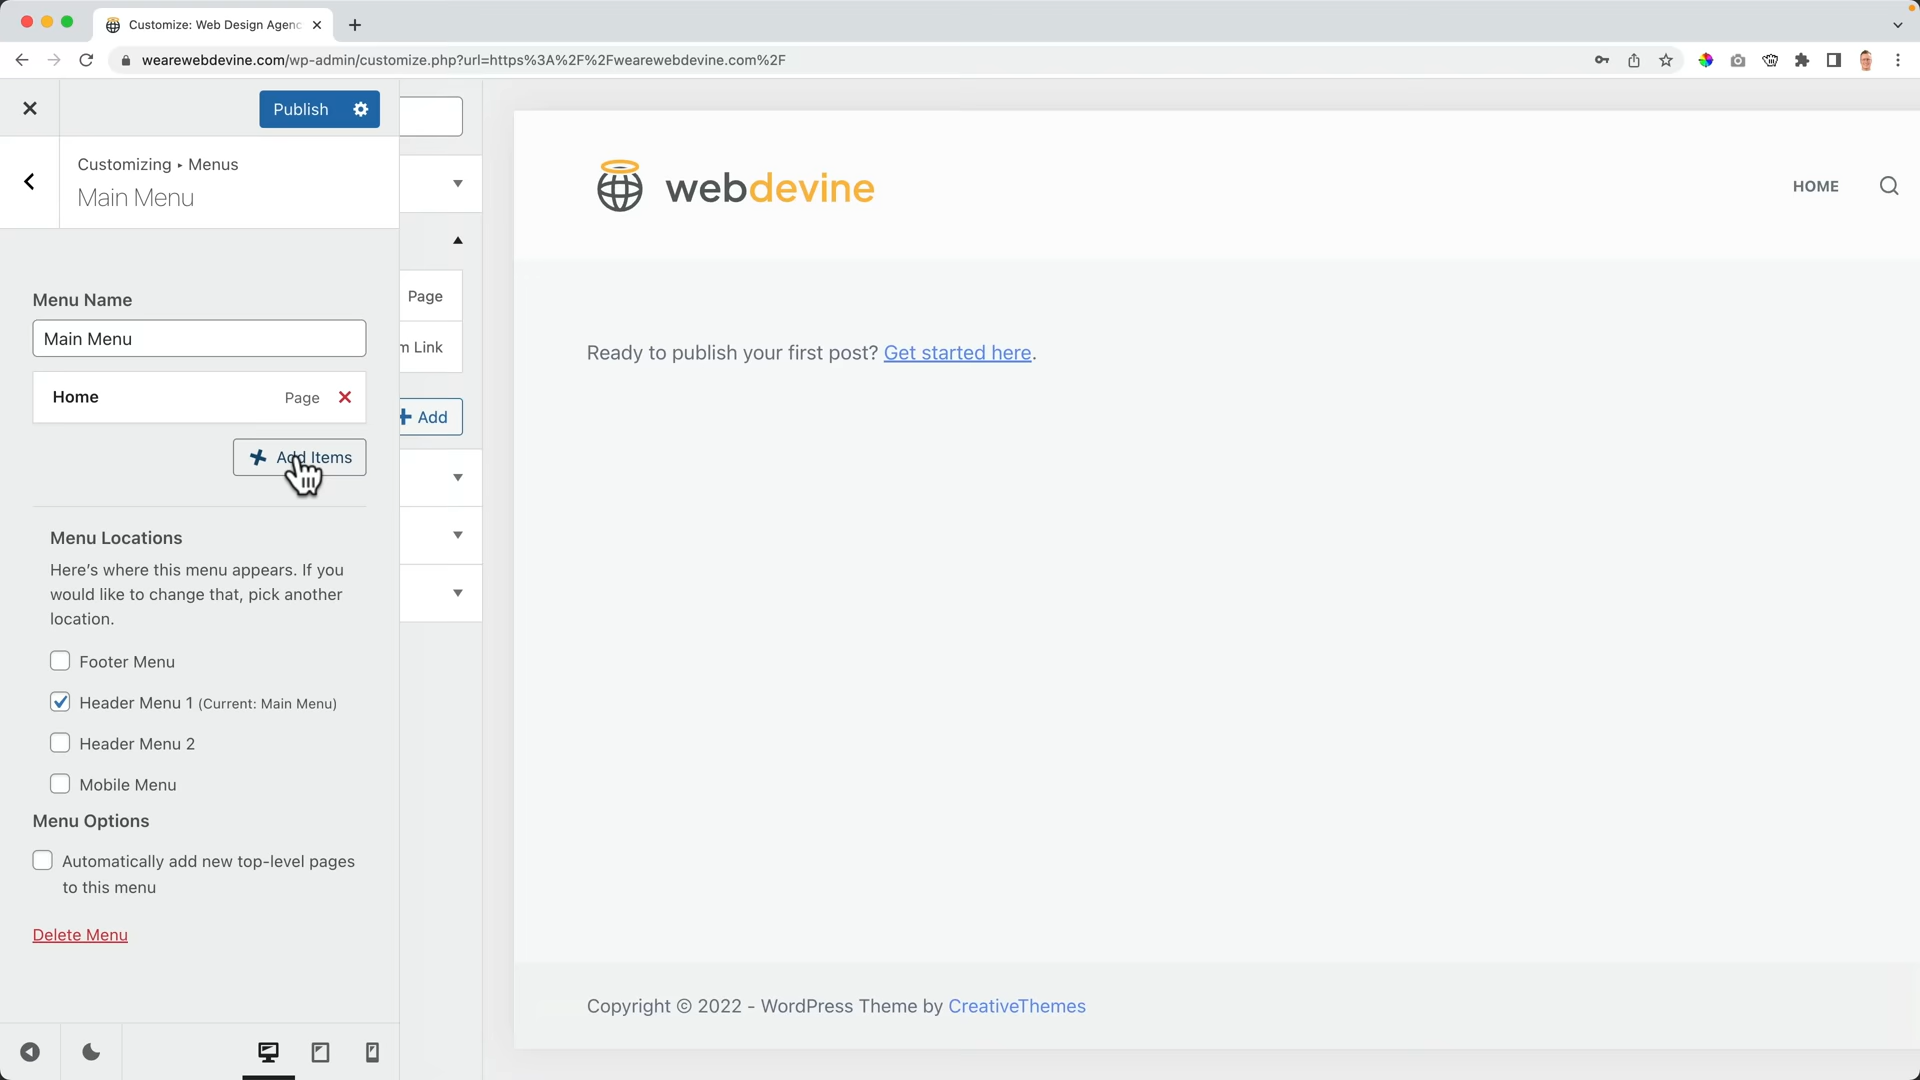 Customize: Web Design Agenc
wearewebdevine.com/wp-admin/customize.php?url=https%3A%2F%2Fwearewebdevine.com%2F
Publish
Customizing ▸ Menus
Main Menu
Menu Name
Main Menu
Home Page
Add Items
Menu Locations
Here's where this menu appears. If you
would like to change that, pick another
location.
Footer Menu
Header Menu 1 (Current: Main Menu)
Header Menu 2
Mobile Menu
Menu Options
Automatically add new top-level pages
to this menu
Delete Menu
Page
m Link
Add
webdevine
HOME
Ready to publish your first post? Get started here.
Copyright © 2022 - WordPress Theme by CreativeThemes